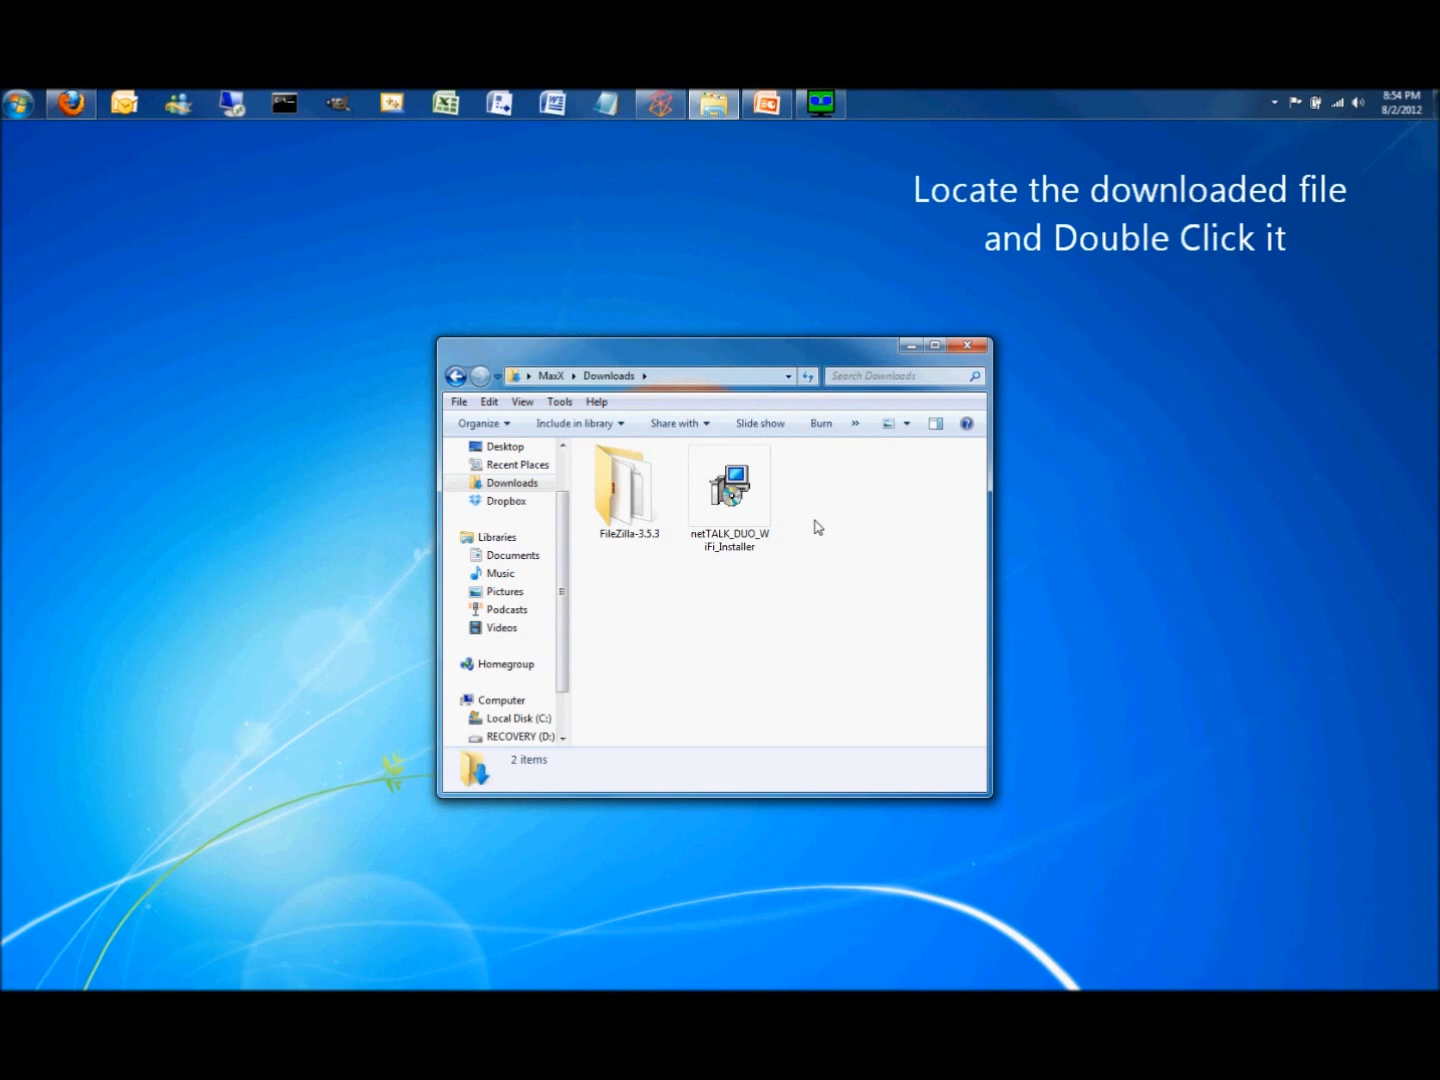 8:54 PM
8/2/2012
Locate the downloaded file
and Double Click it
MaxX Downloads
Search Downloads
File Edit View Tools Help
Organize Include in library Share with Slide show Burn »
Desktop
Recent Places
Downloads
Dropbox
Libraries
Documents
Music
Pictures
Podcasts
Videos
Homegroup
Computer
Local Disk (C:)
RECOVERY (D:)
FileZilla-3.5.3
netTALK_DUO_W
iFi_Installer
2 items